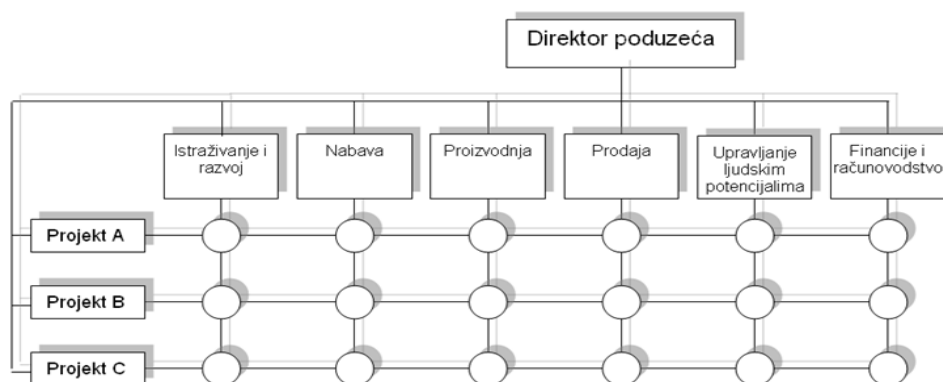 Direktor poduzeća
Istraživanje i
razvoj
Nabava
Proizvodnja
Prodaja
Upravljanje
ljudskim
potencijalima
Financije i
računovodstvo
Projekt A
Projekt B
Projekt C